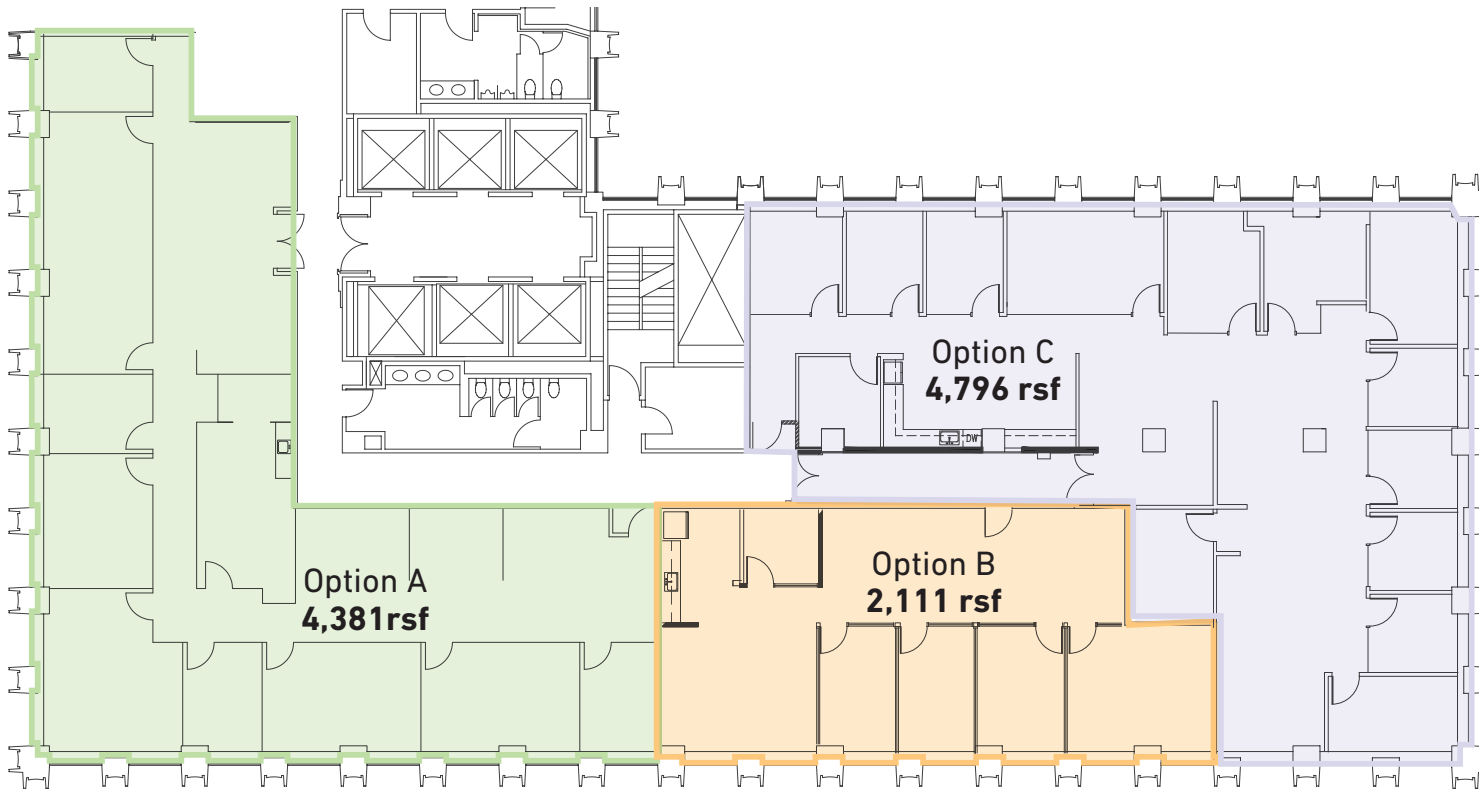 Option C
4,796 rsf
DW
Option A
4,381rsf
Option B
2,111 rsf